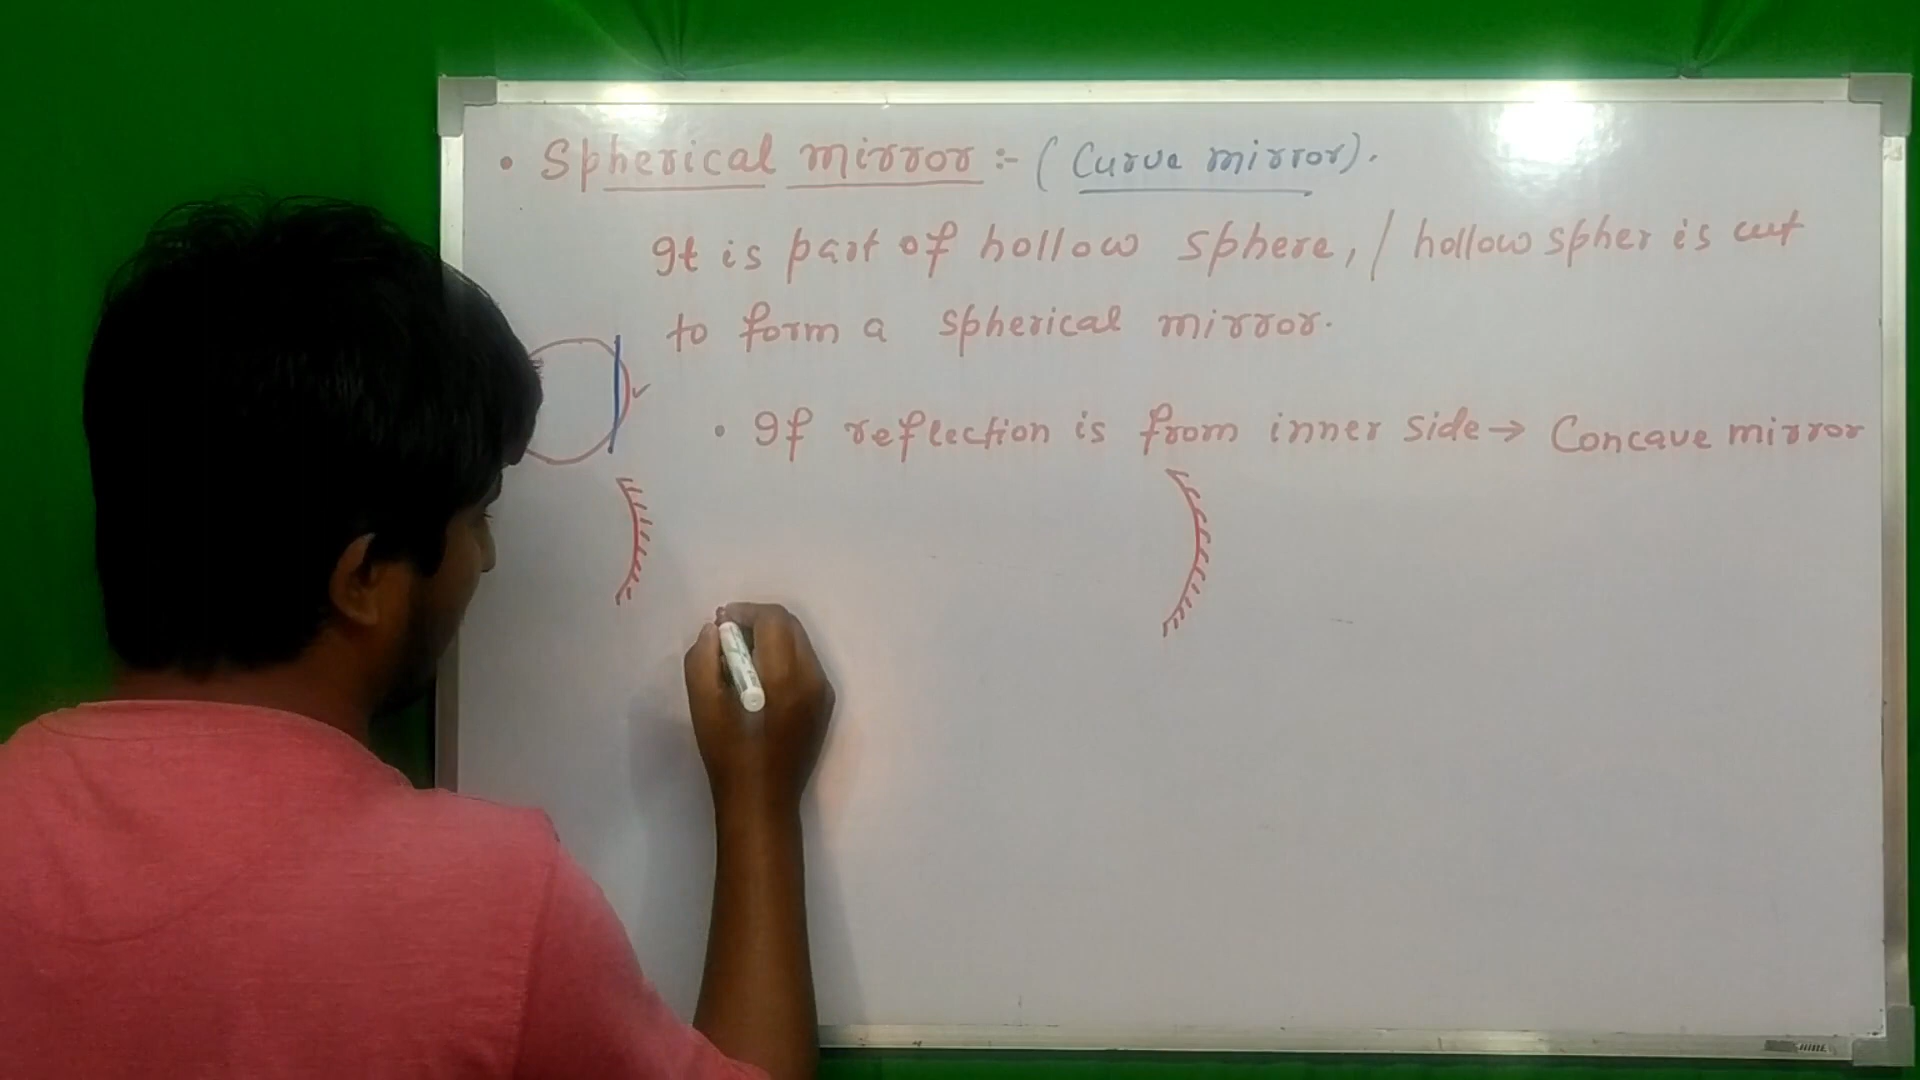 • Spherical mirror :- ( Curve mirror).
It is part of hollow sphere, / hollow spher is cut
to form a spherical mirror.
• If reflection is from inner side → Concave mirror